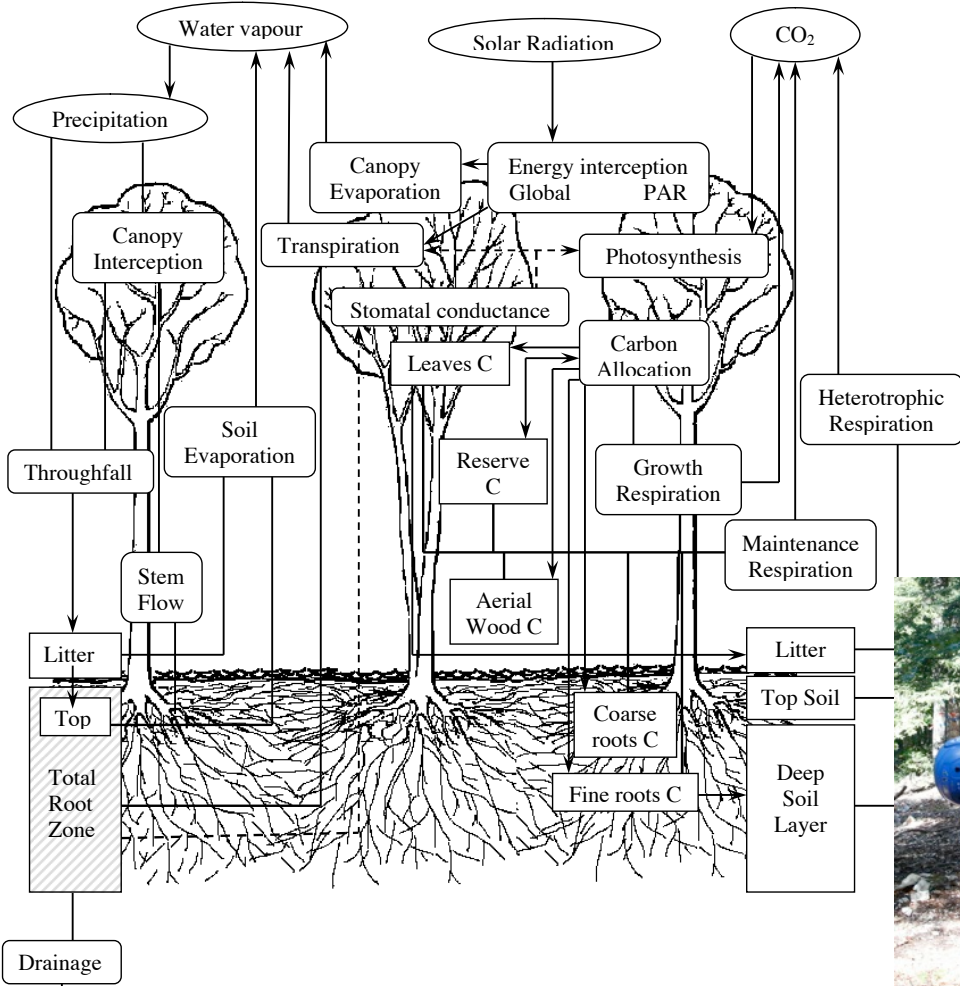 Water vapour
Solar Radiation
CO₂
Precipitation
Canopy
Evaporation
Energy interception
Global PAR
Canopy
Interception
Transpiration
Photosynthesis
Stomatal conductance
Leaves C
Carbon
Allocation
Heterotrophic
Respiration
Soil
Evaporation
Throughfall
Reserve
C
Growth
Respiration
Maintenance
Respiration
Stem
Flow
Aerial
Wood C
Litter
Litter
Top
Top Soil
Coarse
roots C
Total
Root
Zone
Fine roots C
Deep
Soil
Layer
Drainage